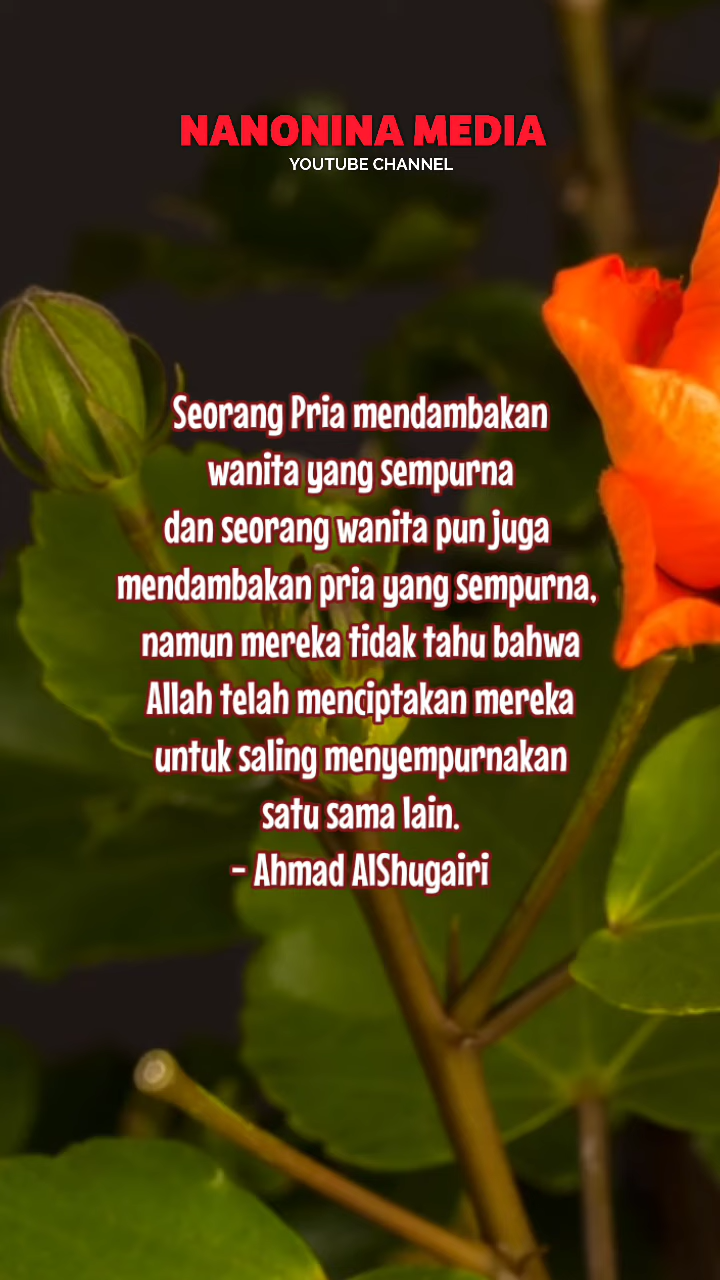 NANONINA MEDIA
YOUTUBE CHANNEL
Seorang Pria mendambakan
wanita yang sempurna
dan seorang wanita pun juga
mendambakan pria yang sempurna,
namun mereka tidak tahu bahwa
Allah telah menciptakan mereka
untuk saling menyempurnakan
satu sama lain.
- Ahmad AlShugairi